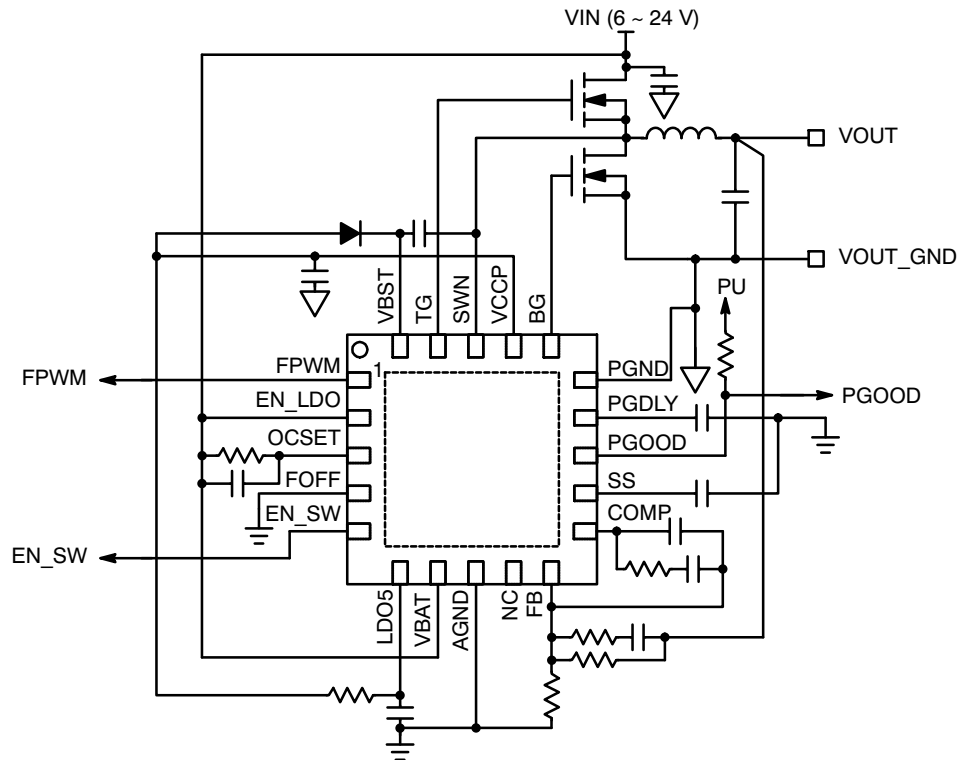 VIN (6 ~ 24 V)
VOUT
VOUT_GND
PU
VBST
TG
SWN
VCCP
BG
FPWM
FPWM
1
PGND
PGOOD
EN_LDO
PGDLY
OCSET
PGOOD
FOFF
SS
EN_SW
EN_SW
COMP
LDO5
VBAT
AGND
NC
FB